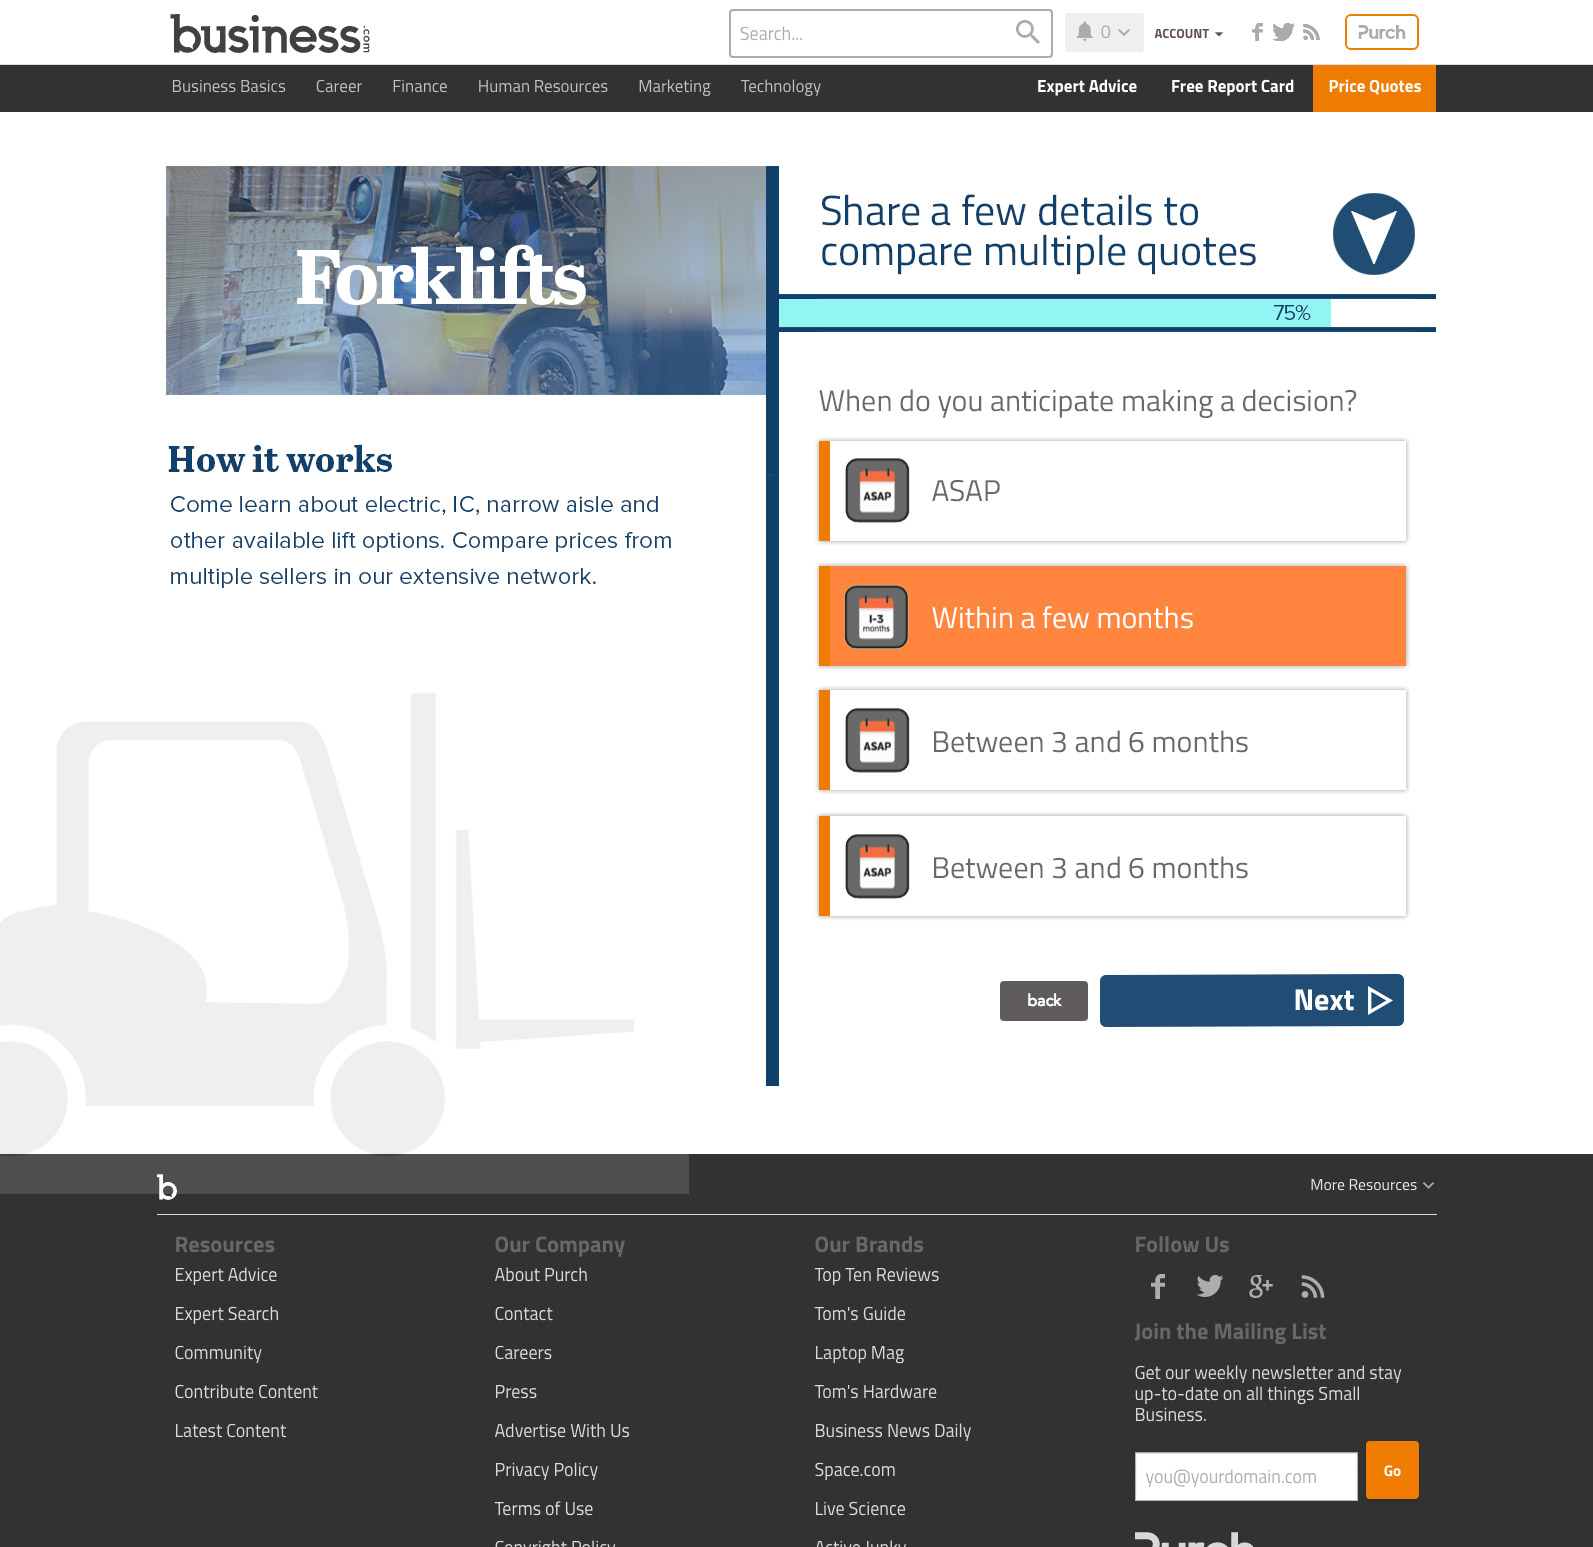 business.com
Search...
0
ACCOUNT
Purch
Business Basics Career Finance Human Resources Marketing Technology Expert Advice Free Report Card Price Quotes
Forklifts
Share a few details to
compare multiple quotes
75%
How it works
Come learn about electric, IC, narrow aisle and
other available lift options. Compare prices from
multiple sellers in our extensive network.
When do you anticipate making a decision?
ASAP
ASAP
1-3
months
Within a few months
ASAP
Between 3 and 6 months
ASAP
Between 3 and 6 months
back
Next
b
More Resources
Resources
Expert Advice
Expert Search
Community
Contribute Content
Latest Content
Our Company
About Purch
Contact
Careers
Press
Advertise With Us
Privacy Policy
Terms of Use
Copyright Policy
Our Brands
Top Ten Reviews
Tom's Guide
Laptop Mag
Tom's Hardware
Business News Daily
Space.com
Live Science
Active Junky
Follow Us
Join the Mailing List
Get our weekly newsletter and stay
up-to-date on all things Small
Business.
you@yourdomain.com
Go
Purch